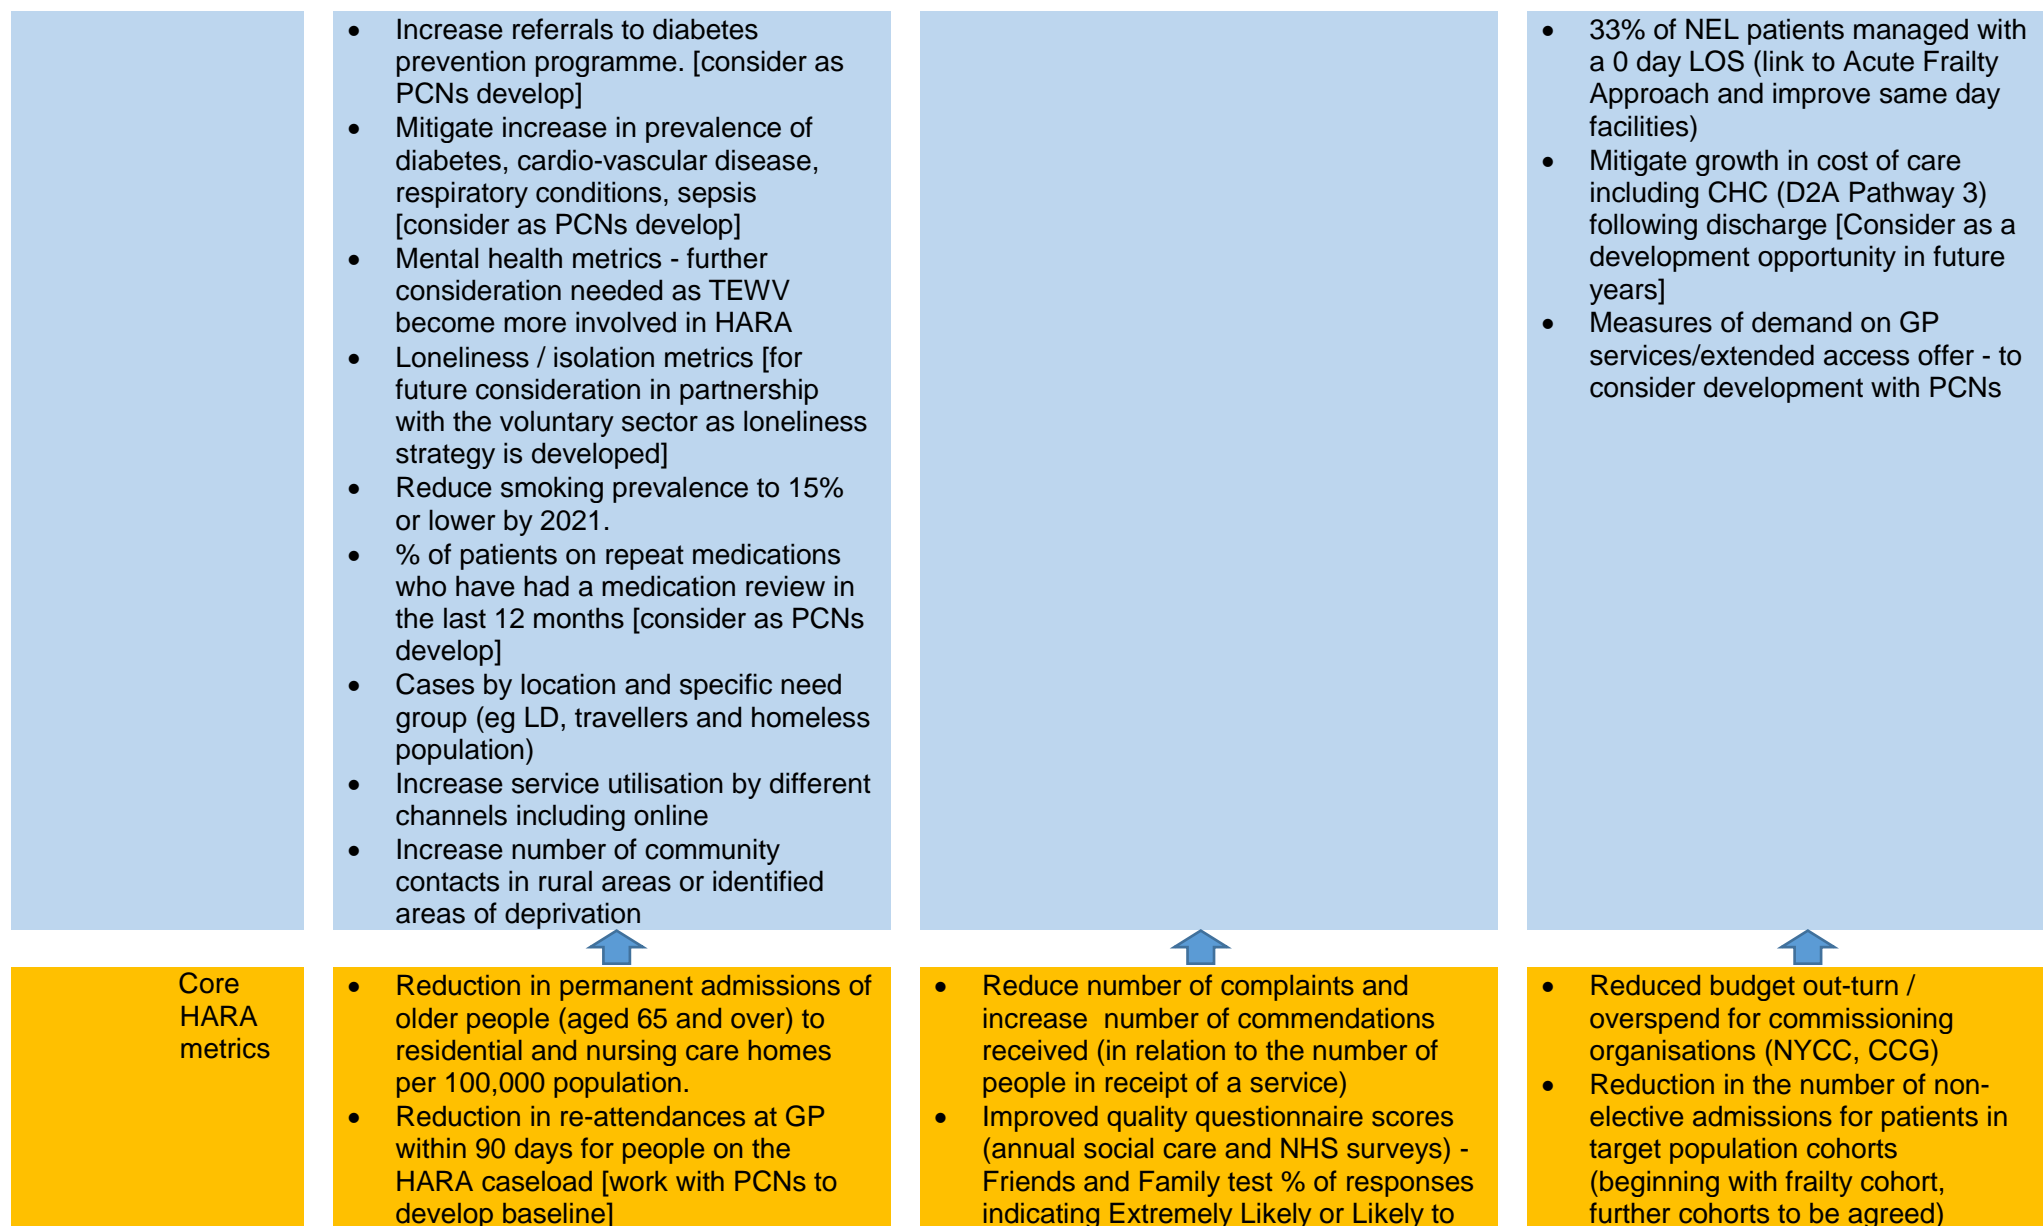 • Increase referrals to diabetes
prevention programme. [consider as
PCNs develop]
• Mitigate increase in prevalence of
diabetes, cardio-vascular disease,
respiratory conditions, sepsis
[consider as PCNs develop]
• Mental health metrics - further
consideration needed as TEWV
become more involved in HARA
• Loneliness / isolation metrics [for
future consideration in partnership
with the voluntary sector as loneliness
strategy is developed]
• Reduce smoking prevalence to 15%
or lower by 2021.
• % of patients on repeat medications
who have had a medication review in
the last 12 months [consider as PCNs
develop]
• Cases by location and specific need
group (eg LD, travellers and homeless
population)
• Increase service utilisation by different
channels including online
• Increase number of community
contacts in rural areas or identified
areas of deprivation
• 33% of NEL patients managed with
a 0 day LOS (link to Acute Frailty
Approach and improve same day
facilities)
• Mitigate growth in cost of care
including CHC (D2A Pathway 3)
following discharge [Consider as a
development opportunity in future
years]
• Measures of demand on GP
services/extended access offer - to
consider development with PCNs
Core
HARA
metrics
• Reduction in permanent admissions of
older people (aged 65 and over) to
residential and nursing care homes
per 100,000 population.
• Reduction in re-attendances at GP
within 90 days for people on the
HARA caseload [work with PCNs to
develop baseline]
• Reduce number of complaints and
increase  number of commendations
received (in relation to the number of
people in receipt of a service)
• Improved quality questionnaire scores
(annual social care and NHS surveys) -
Friends and Family test % of responses
indicating Extremely Likely or Likely to
• Reduced budget out-turn /
overspend for commissioning
organisations (NYCC, CCG)
• Reduction in the number of non-
elective admissions for patients in
target population cohorts
(beginning with frailty cohort,
further cohorts to be agreed)